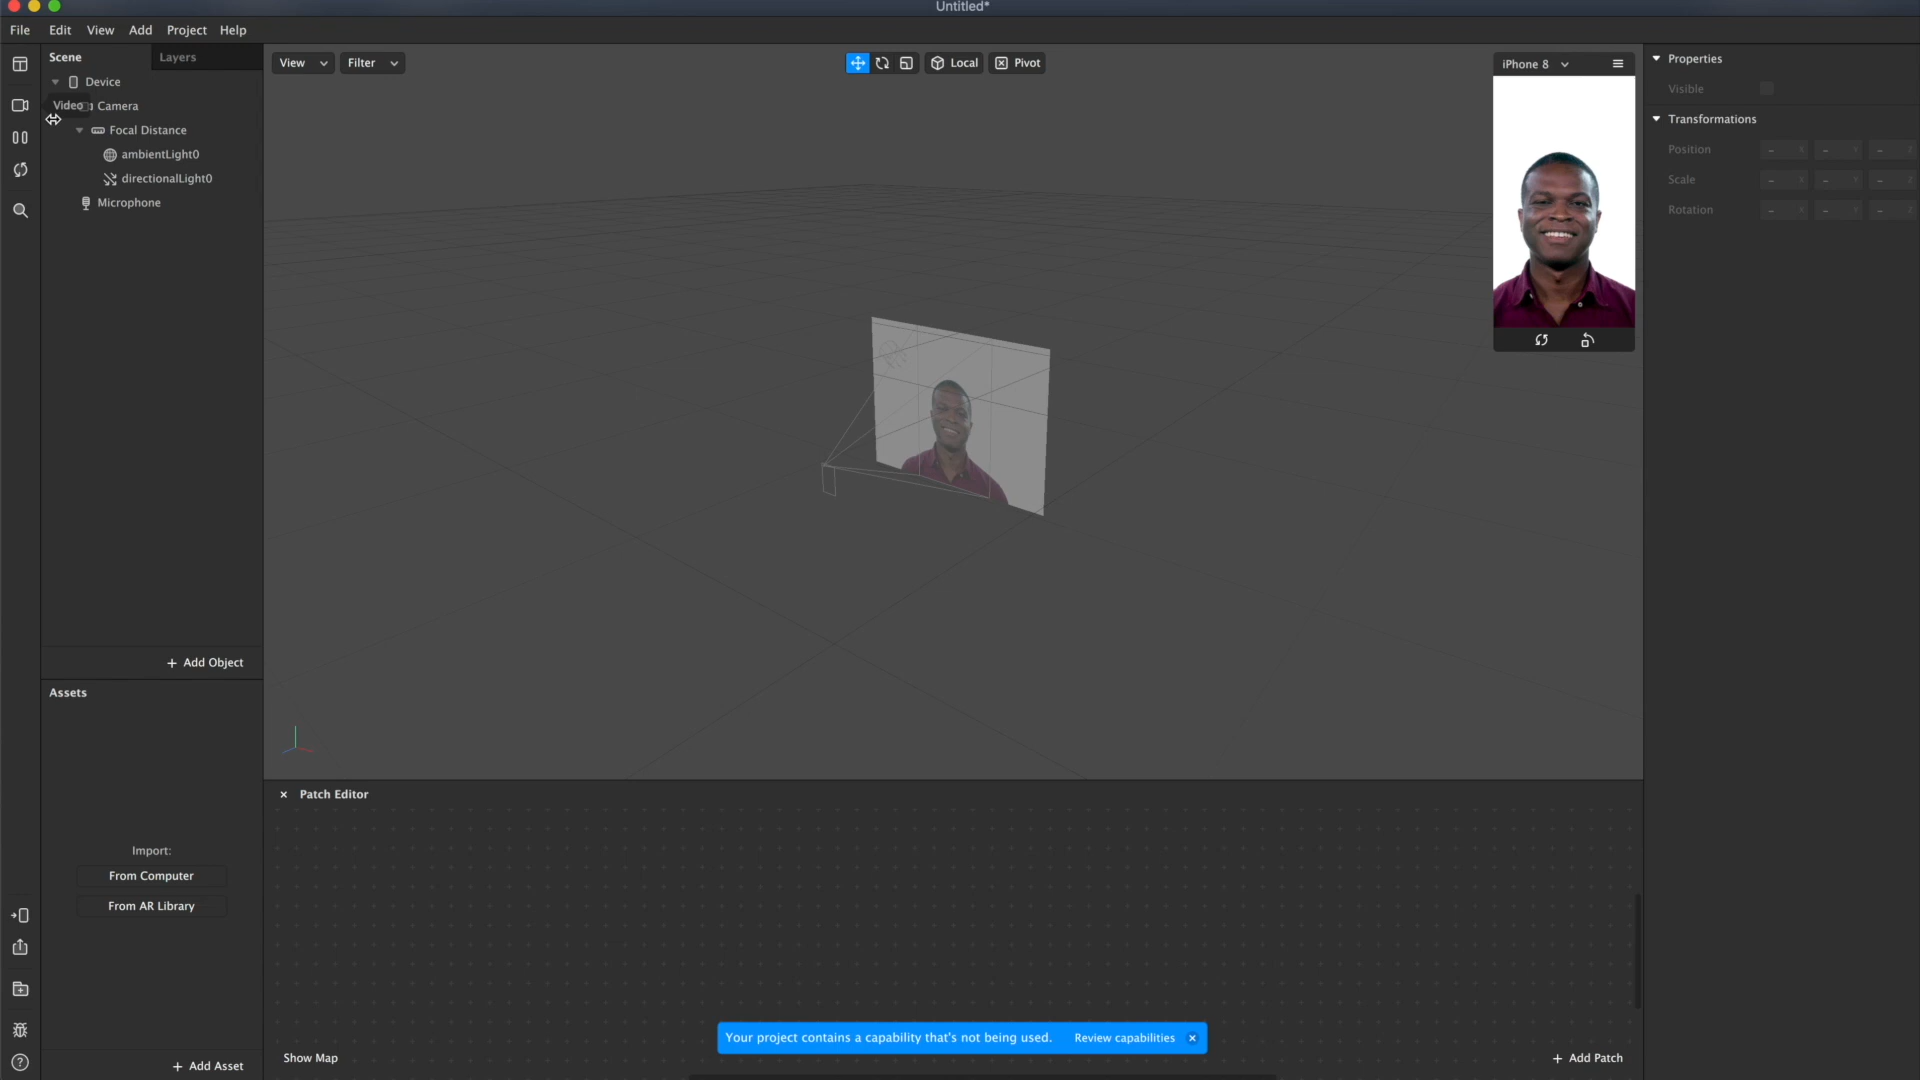 Untitled*
File Edit View Add Project Help
Scene Layers
Device
Video Camera
Focal Distance
ambientLight0
directionalLight0
Microphone
+ Add Object
Assets
Import:
From Computer
From AR Library
+ Add Asset
View Filter Local Pivot
iPhone 8
Properties
Visible
Transformations
Position – X – Y – Z
Scale – X – Y – Z
Rotation – X – Y – Z
× Patch Editor
Your project contains a capability that's not being used. Review capabilities ×
Show Map
+ Add Patch